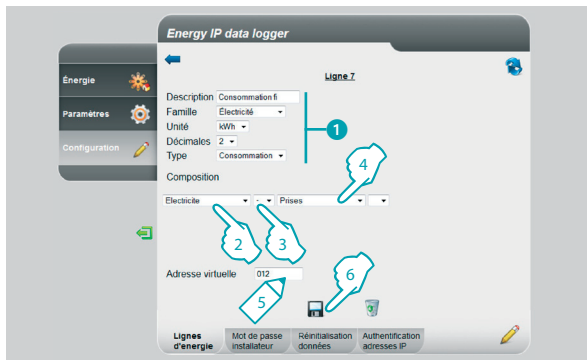 Energy IP data logger
Énergie
Paramètres
Configuration
Ligne 7
Description Consommation fi
Famille Électricité
Unité kWh
Décimales 2
Type Consommation
1
Composition
4
Electricite - Prises
2 3
Adresse virtuelle 012
6
5
Lignes d'energie
Mot de passe installateur
Réinitialisation données
Authentification adresses IP